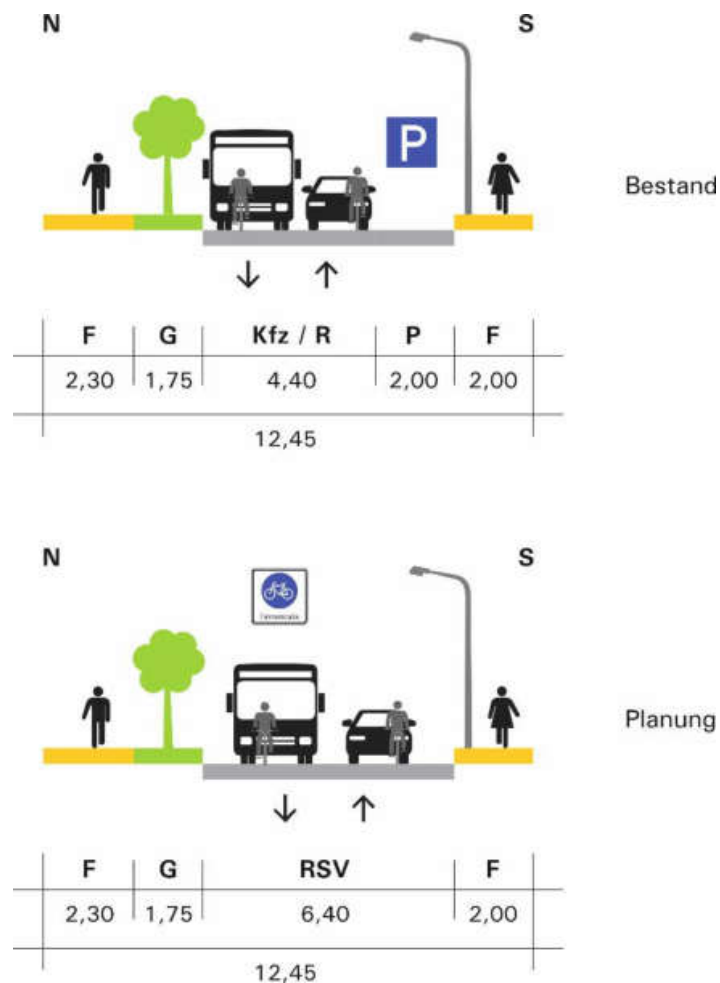 N S
P
Bestand
↓ ↑
F G Kfz / R P F
2,30 1,75 4,40 2,00 2,00
12,45
N S
Planung
↓ ↑
F G RSV F
2,30 1,75 6,40 2,00
12,45